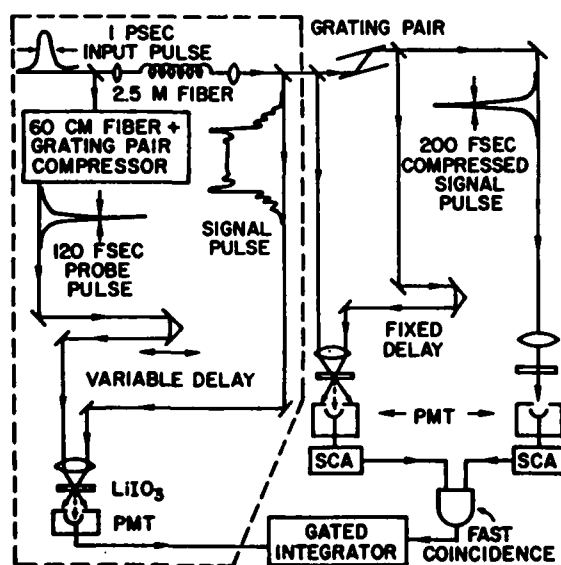 1 PSEC
INPUT PULSE
2.5 M FIBER
GRATING PAIR
60 CM FIBER +
GRATING PAIR
COMPRESSOR
SIGNAL
PULSE
200 FSEC
COMPRESSED
SIGNAL
PULSE
120 FSEC
PROBE
PULSE
VARIABLE DELAY
FIXED
DELAY
LiIO3
PMT
PMT
SCA
SCA
GATED
INTEGRATOR
FAST
COINCIDENCE